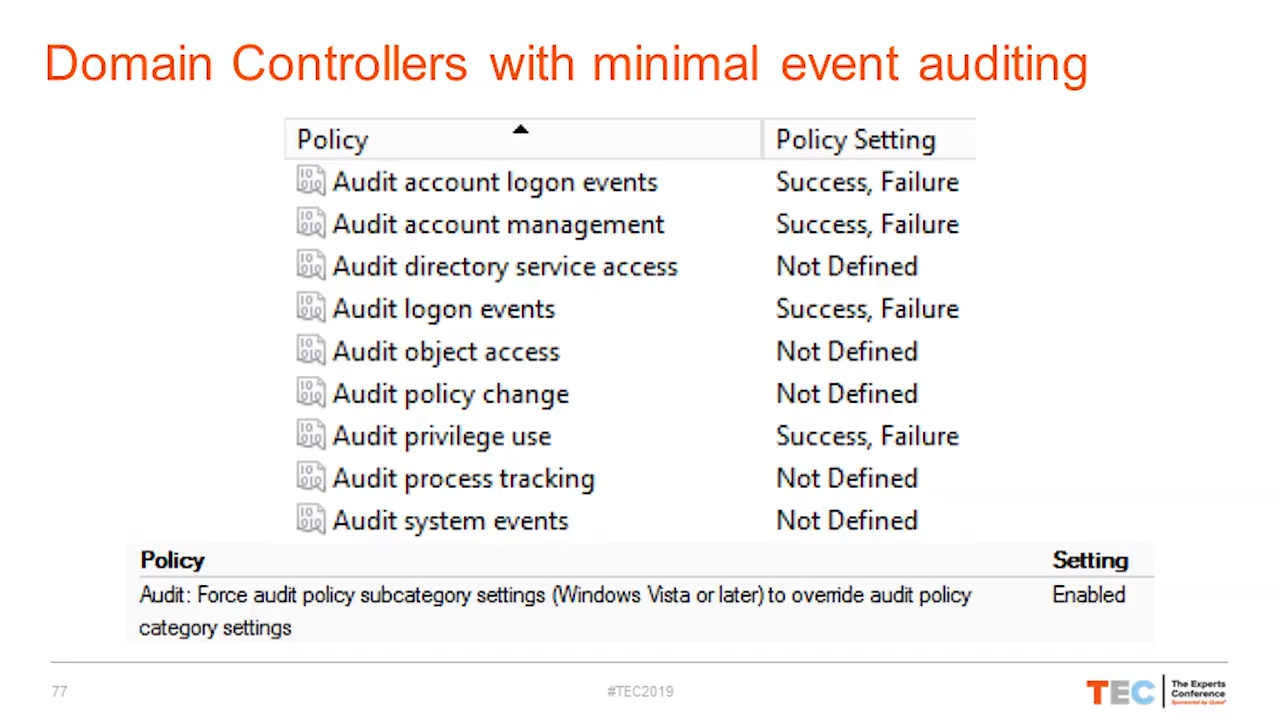 Domain Controllers with minimal event auditing
Policy Policy Setting
Audit account logon events Success, Failure
Audit account management Success, Failure
Audit directory service access Not Defined
Audit logon events Success, Failure
Audit object access Not Defined
Audit policy change Not Defined
Audit privilege use Success, Failure
Audit process tracking Not Defined
Audit system events Not Defined
Policy Setting
Audit: Force audit policy subcategory settings (Windows Vista or later) to override audit policy Enabled
category settings
77 #TEC2019 TEC The Experts
Conference
Sponsored by Quest